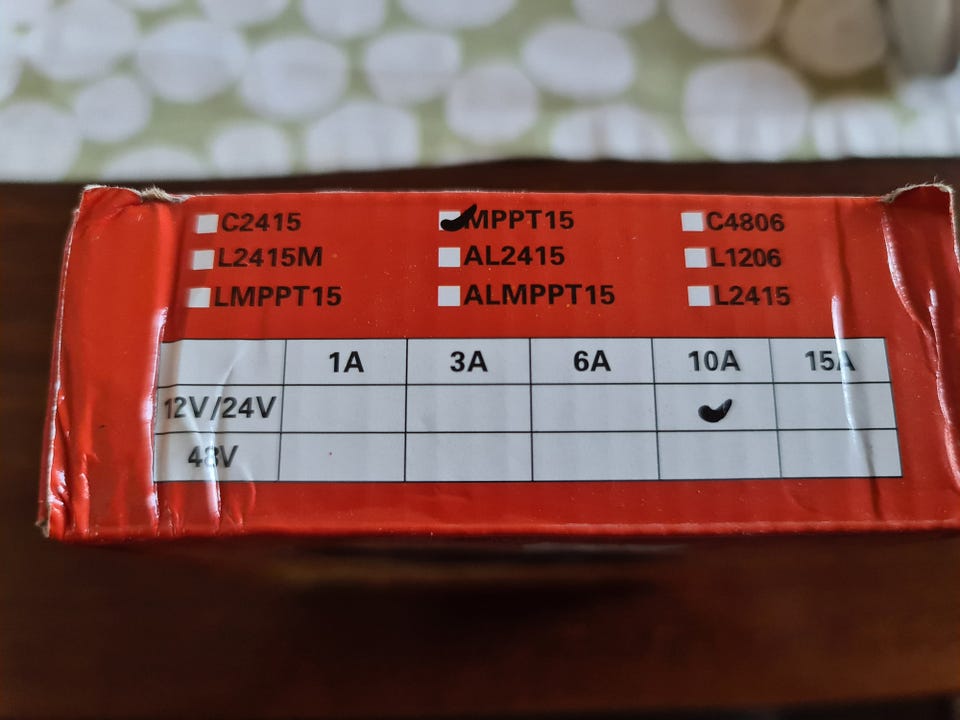 C2415 MPPT15 C4806
L2415M AL2415 L1206
LMPPT15 ALMPPT15 L2415
1A 3A 6A 10A 15A
12V/24V
48V